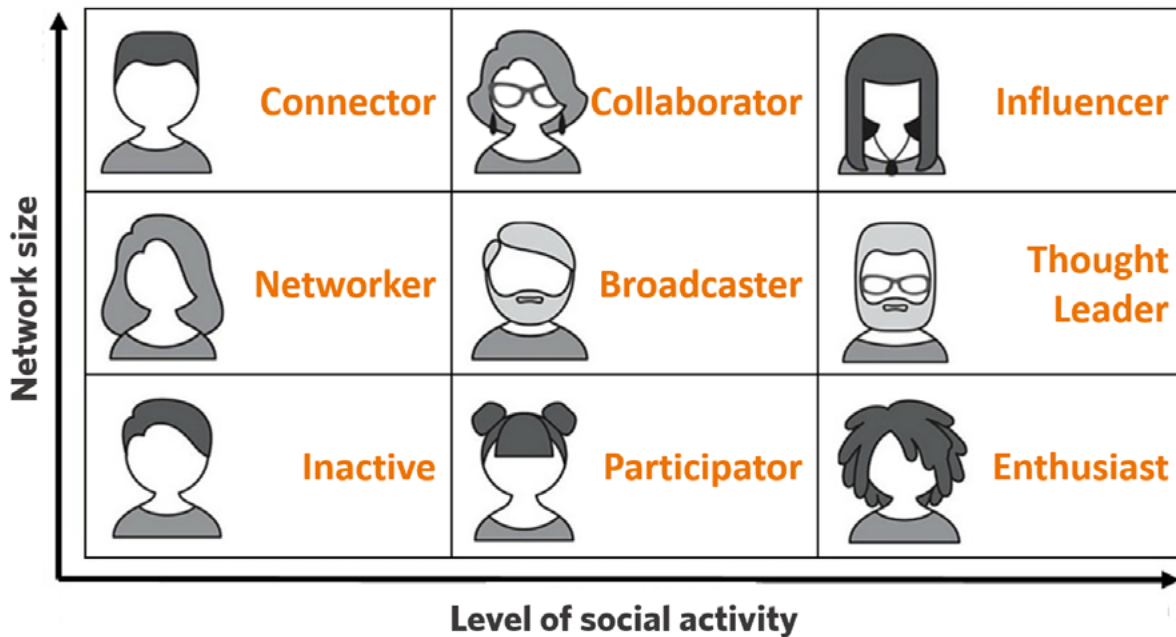 Connector
Collaborator
Influencer
Networker
Broadcaster
Thought
Leader
Inactive
Participator
Enthusiast
Network size
Level of social activity